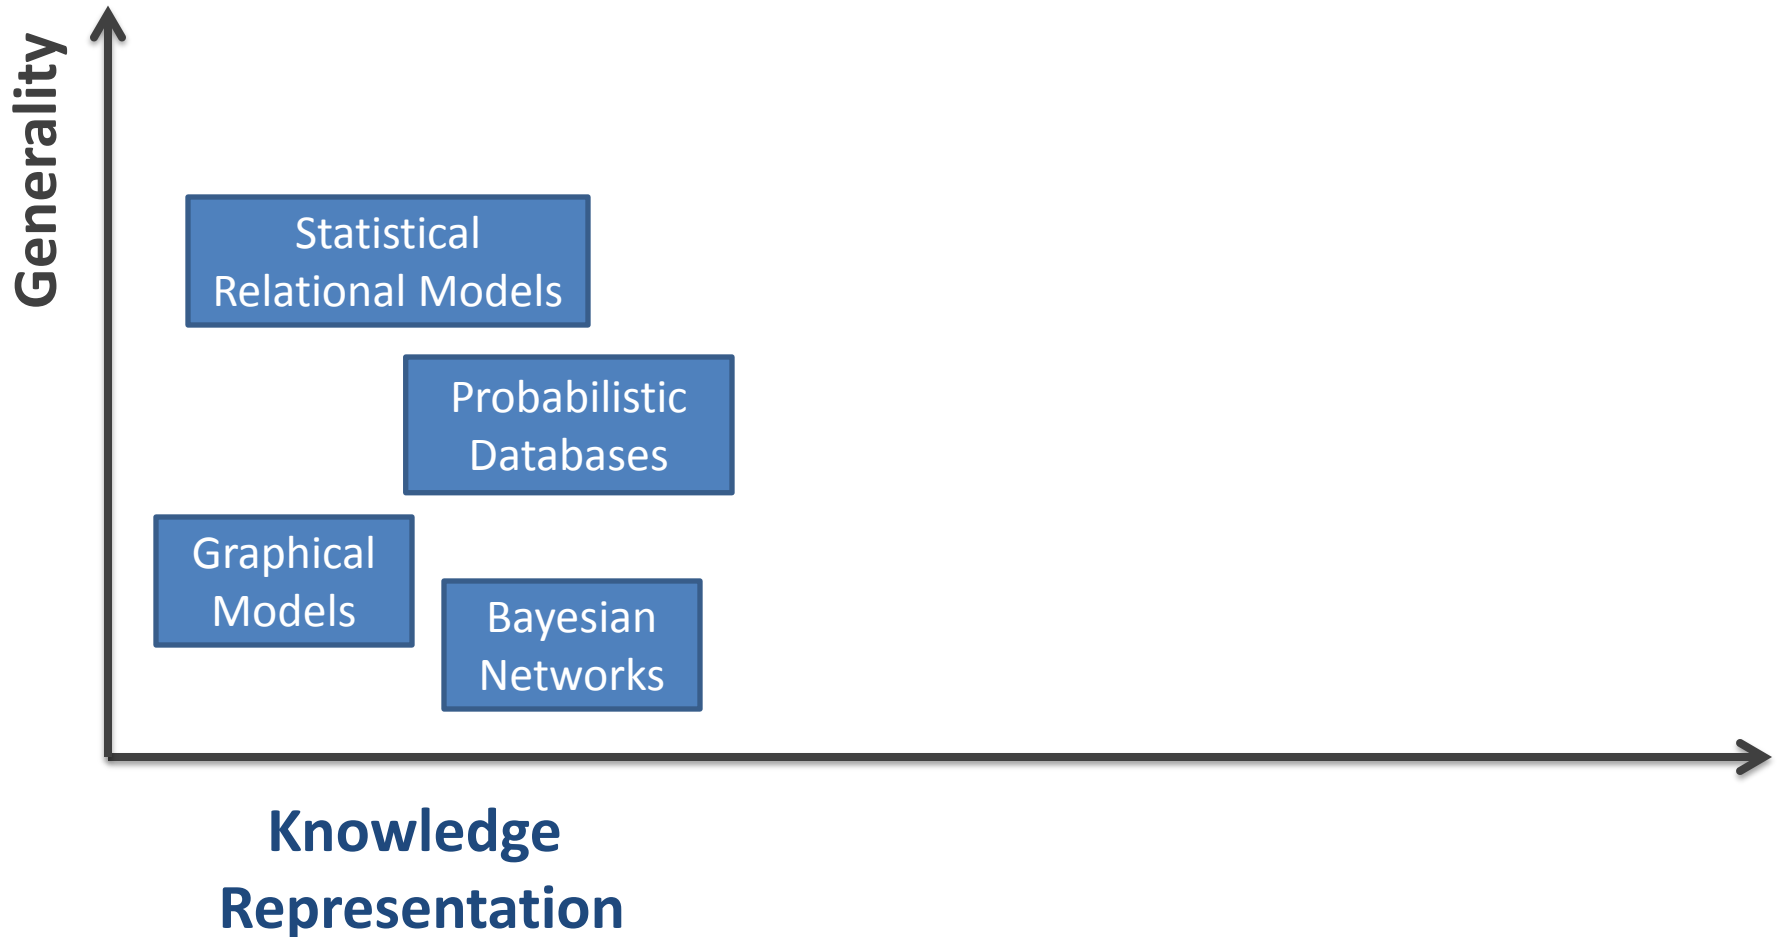 Generality
Statistical
Relational Models
Probabilistic
Databases
Graphical
Models
Bayesian
Networks
Knowledge
Representation